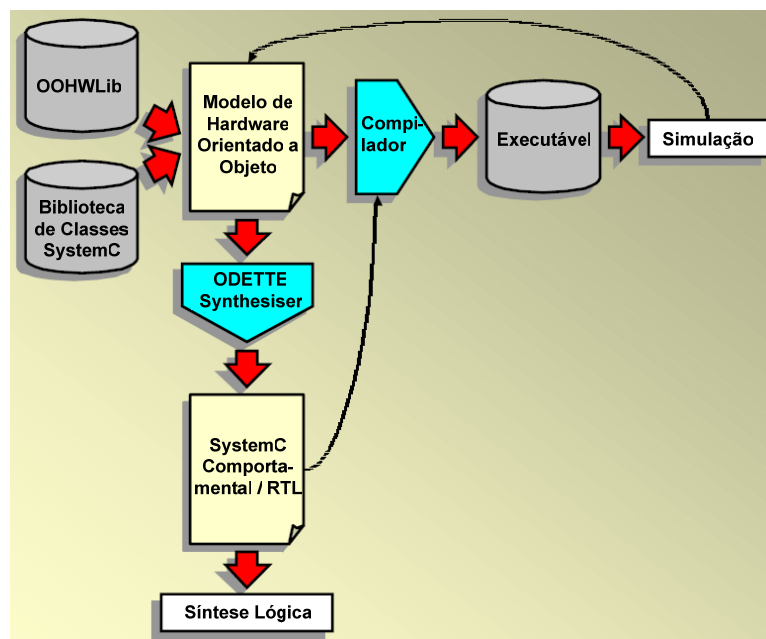 OOHWLib
Biblioteca
de Classes
SystemC
Modelo de
Hardware
Orientado a
Objeto
Compi-
lador
Executável
Simulação
ODETTE
Synthesiser
SystemC
Comporta-
mental / RTL
Síntese Lógica